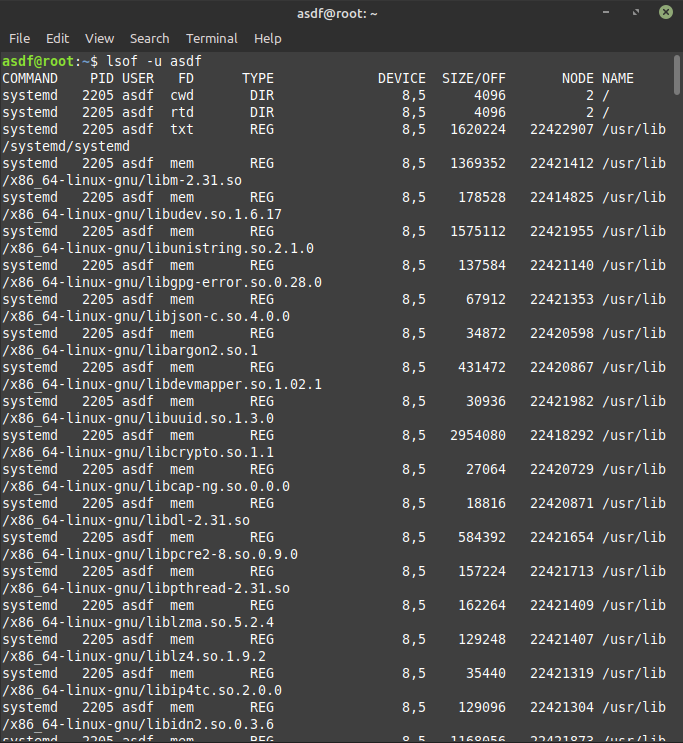 asdf@root: ~
File Edit View Search Terminal Help
asdf@root:~$ lsof -u asdf
COMMAND    PID USER   FD      TYPE             DEVICE  SIZE/OFF       NODE NAME
systemd   2205 asdf  cwd       DIR                8,5      4096          2 /
systemd   2205 asdf  rtd       DIR                8,5      4096          2 /
systemd   2205 asdf  txt       REG                8,5   1620224   22422907 /usr/lib
/systemd/systemd
systemd   2205 asdf  mem       REG                8,5   1369352   22421412 /usr/lib
/x86_64-linux-gnu/libm-2.31.so
systemd   2205 asdf  mem       REG                8,5    178528   22414825 /usr/lib
/x86_64-linux-gnu/libudev.so.1.6.17
systemd   2205 asdf  mem       REG                8,5   1575112   22421955 /usr/lib
/x86_64-linux-gnu/libunistring.so.2.1.0
systemd   2205 asdf  mem       REG                8,5    137584   22421140 /usr/lib
/x86_64-linux-gnu/libgpg-error.so.0.28.0
systemd   2205 asdf  mem       REG                8,5     67912   22421353 /usr/lib
/x86_64-linux-gnu/libjson-c.so.4.0.0
systemd   2205 asdf  mem       REG                8,5     34872   22420598 /usr/lib
/x86_64-linux-gnu/libargon2.so.1
systemd   2205 asdf  mem       REG                8,5    431472   22420867 /usr/lib
/x86_64-linux-gnu/libdevmapper.so.1.02.1
systemd   2205 asdf  mem       REG                8,5     30936   22421982 /usr/lib
/x86_64-linux-gnu/libuuid.so.1.3.0
systemd   2205 asdf  mem       REG                8,5   2954080   22418292 /usr/lib
/x86_64-linux-gnu/libcrypto.so.1.1
systemd   2205 asdf  mem       REG                8,5     27064   22420729 /usr/lib
/x86_64-linux-gnu/libcap-ng.so.0.0.0
systemd   2205 asdf  mem       REG                8,5     18816   22420871 /usr/lib
/x86_64-linux-gnu/libdl-2.31.so
systemd   2205 asdf  mem       REG                8,5    584392   22421654 /usr/lib
/x86_64-linux-gnu/libpcre2-8.so.0.9.0
systemd   2205 asdf  mem       REG                8,5    157224   22421713 /usr/lib
/x86_64-linux-gnu/libpthread-2.31.so
systemd   2205 asdf  mem       REG                8,5    162264   22421409 /usr/lib
/x86_64-linux-gnu/liblzma.so.5.2.4
systemd   2205 asdf  mem       REG                8,5    129248   22421407 /usr/lib
/x86_64-linux-gnu/liblz4.so.1.9.2
systemd   2205 asdf  mem       REG                8,5     35440   22421319 /usr/lib
/x86_64-linux-gnu/libip4tc.so.2.0.0
systemd   2205 asdf  mem       REG                8,5    129096   22421304 /usr/lib
/x86_64-linux-gnu/libidn2.so.0.3.6
systemd   2205 asdf  mem       REG                8,5   1168056   22421873 /usr/lib